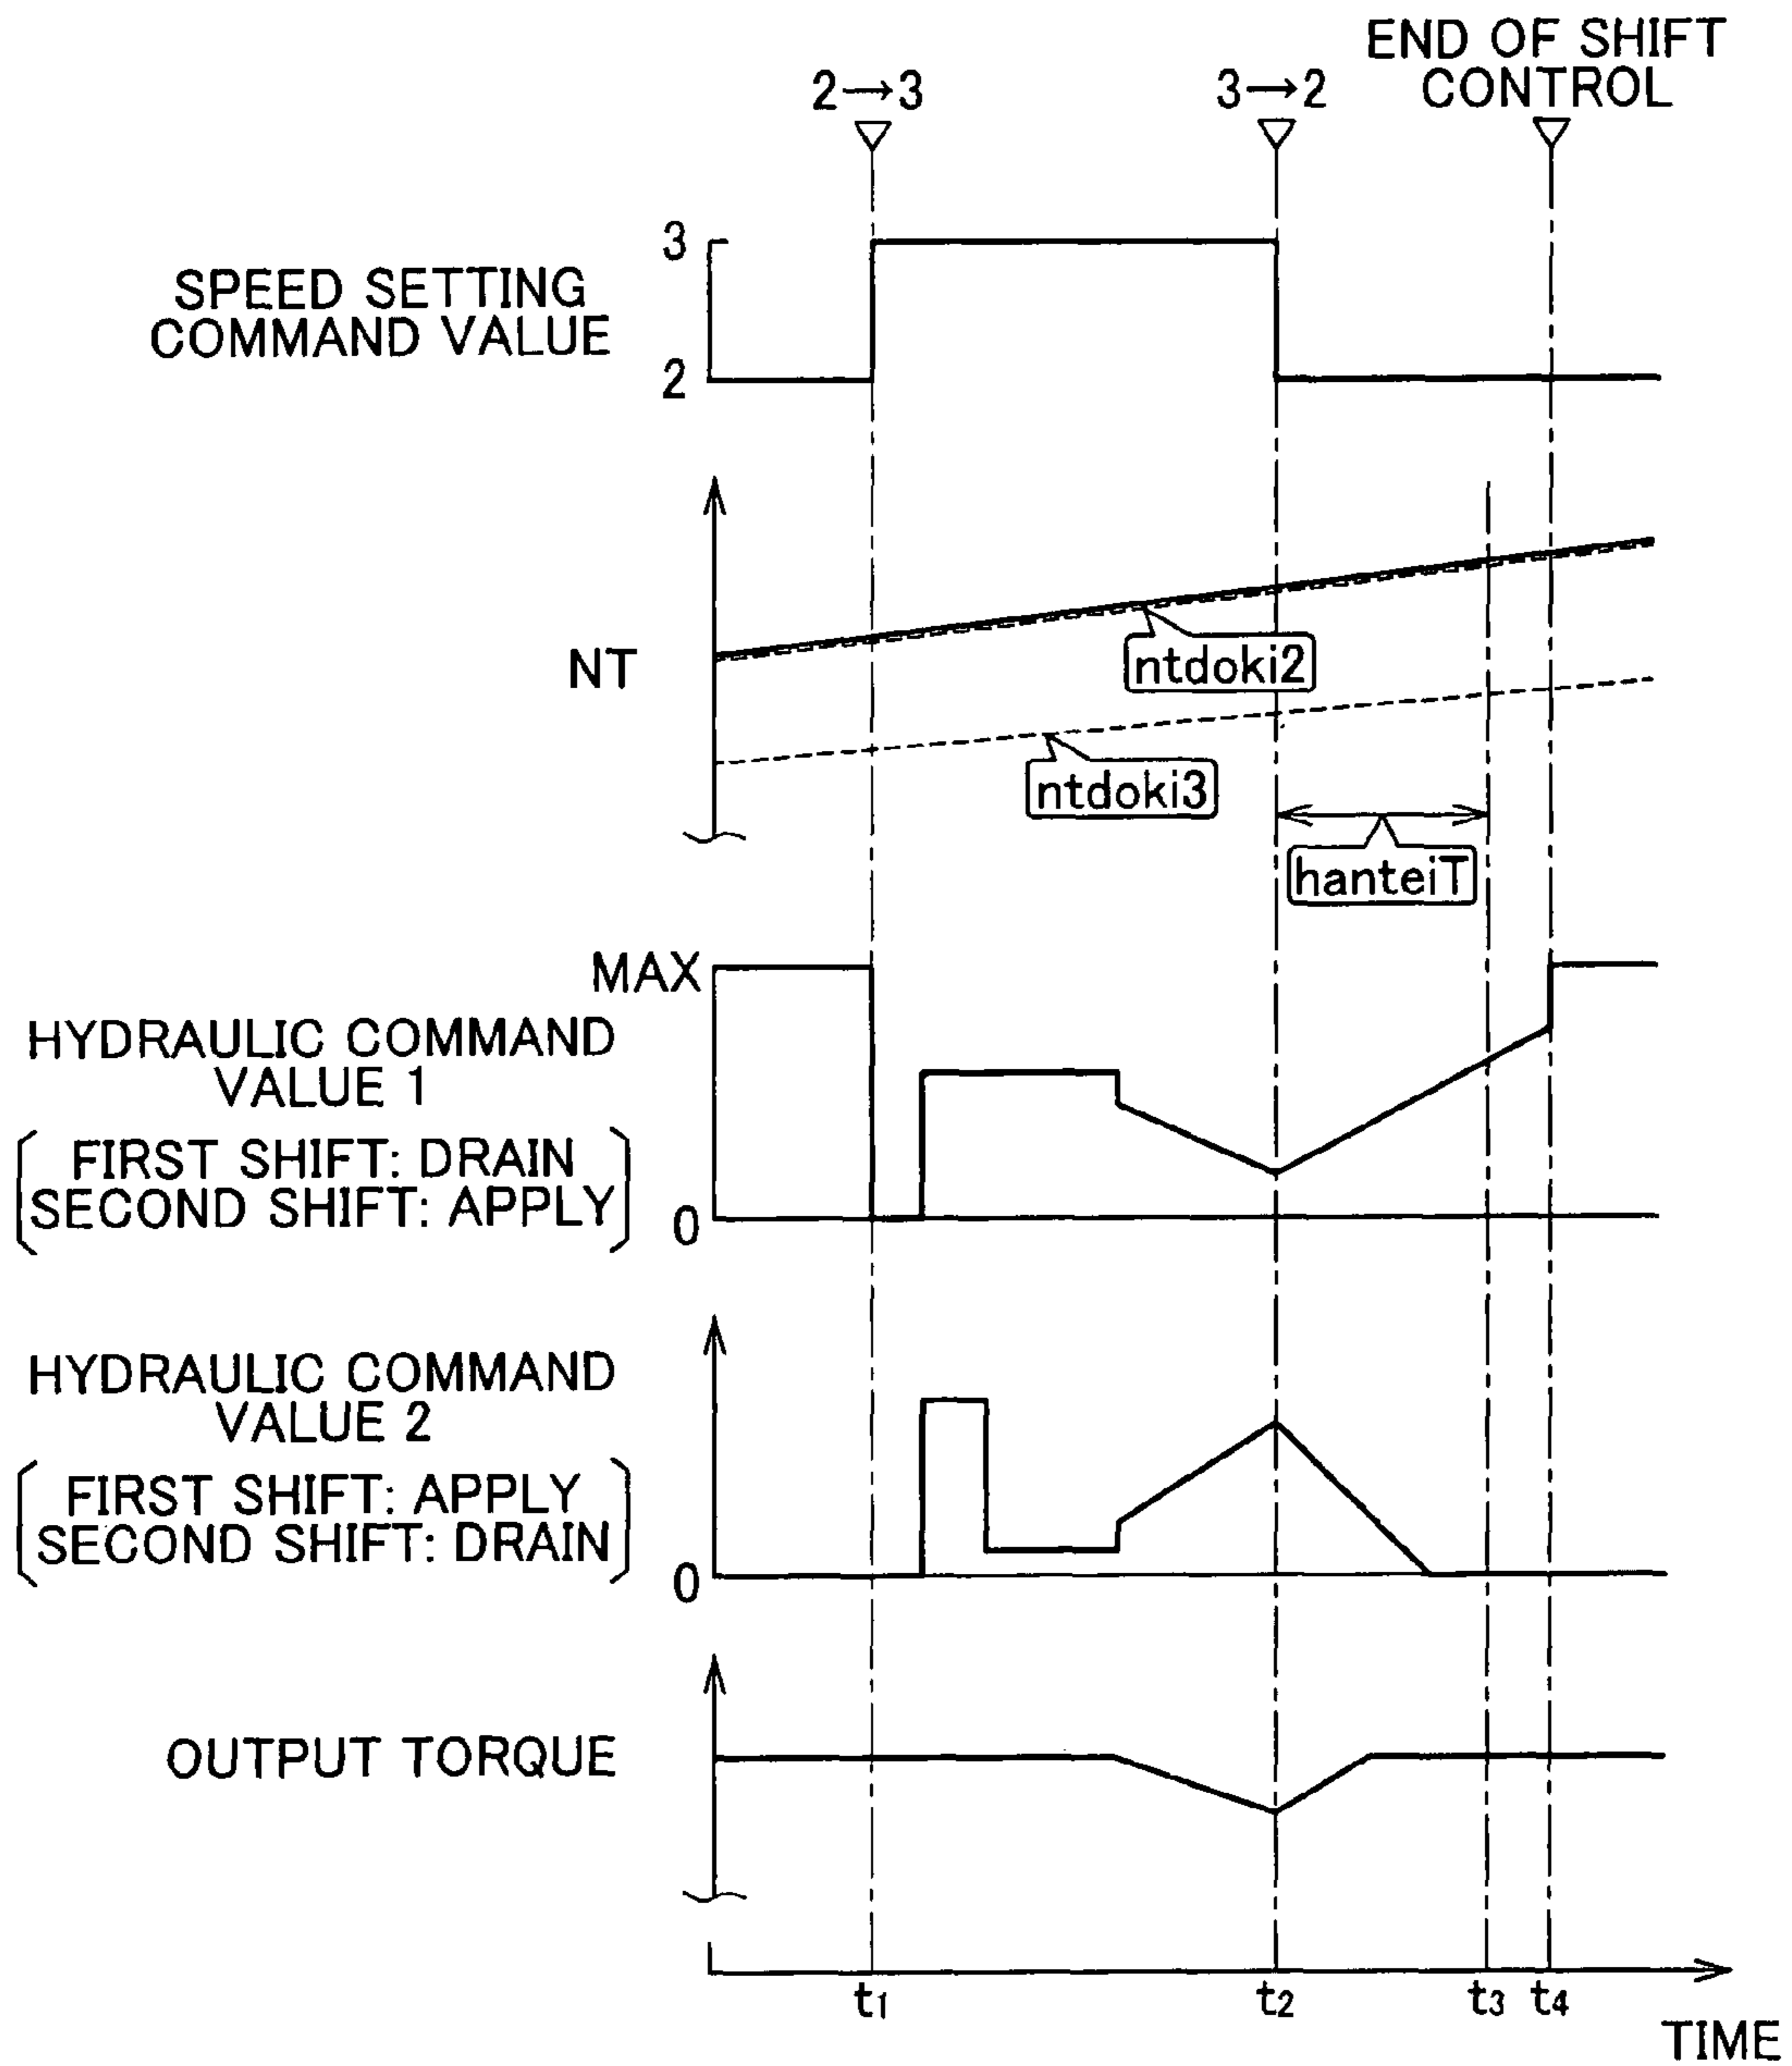 END OF SHIFT
CONTROL
2→3
3→2
3
SPEED SETTING
COMMAND VALUE
2
NT
ntdoki2
ntdoki3
hanteiT
MAX
HYDRAULIC COMMAND
VALUE 1
FIRST SHIFT: DRAIN
SECOND SHIFT: APPLY
0
HYDRAULIC COMMAND
VALUE 2
FIRST SHIFT: APPLY
SECOND SHIFT: DRAIN
0
OUTPUT TORQUE
t1
t2
t3
t4
TIME